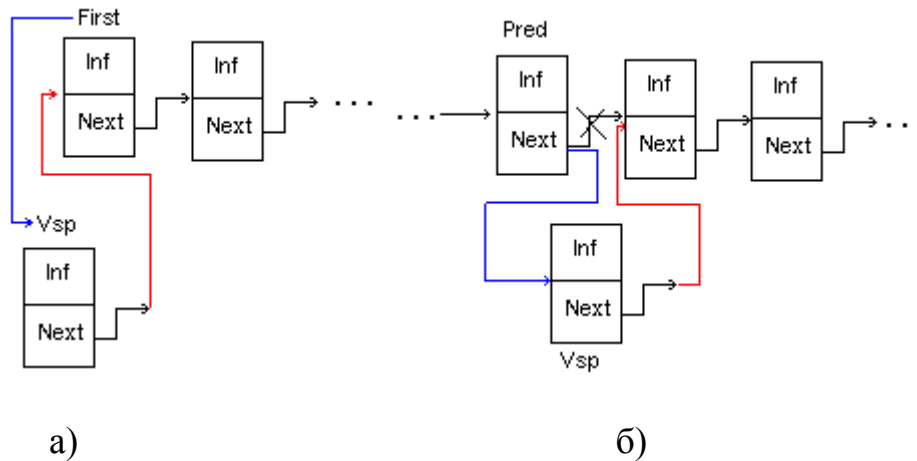 First
Inf
Next
Inf
Next
...
Vsp
Inf
Next
...
Pred
Inf
Next
Inf
Next
Inf
Next
...
Inf
Next
Vsp
а)
б)